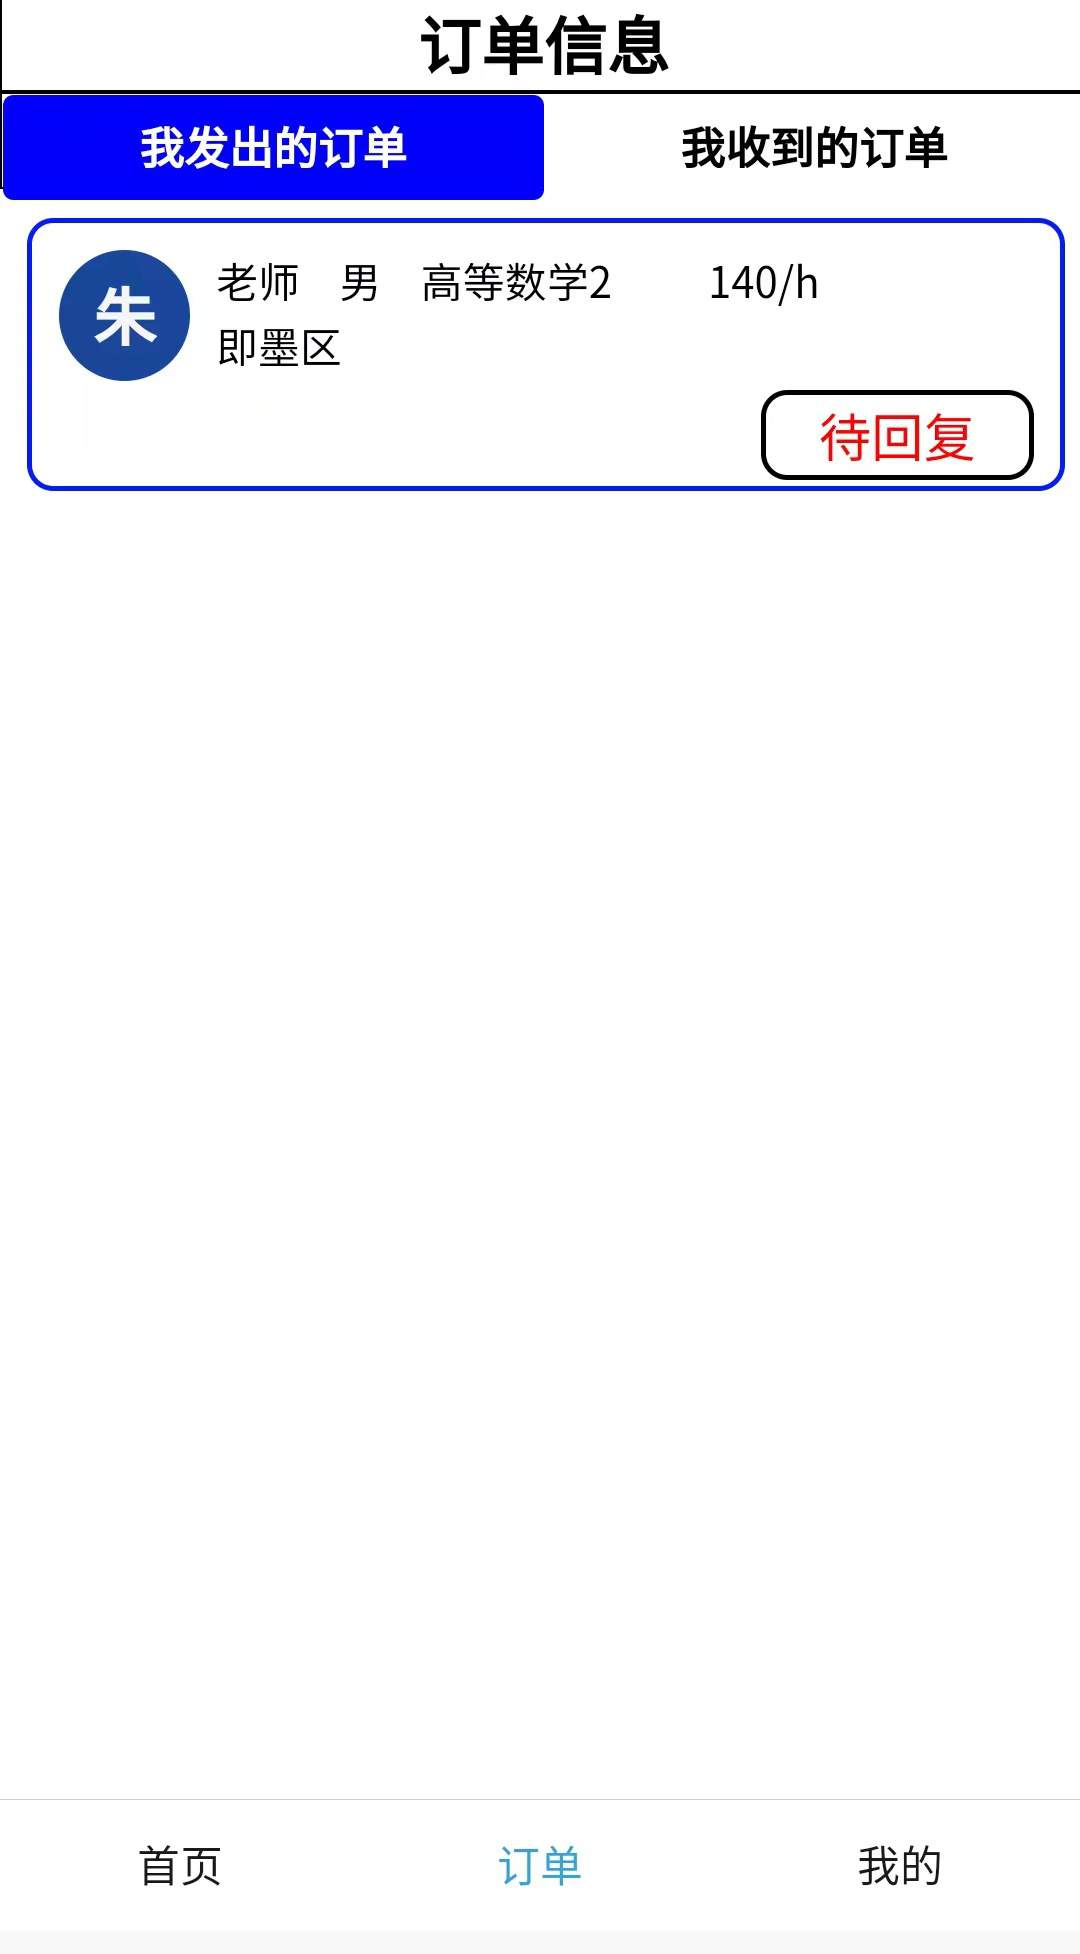 订单信息
我发出的订单 我收到的订单
朱
老师 男 高等数学2 140/h
即墨区
待回复
首页 订单 我的